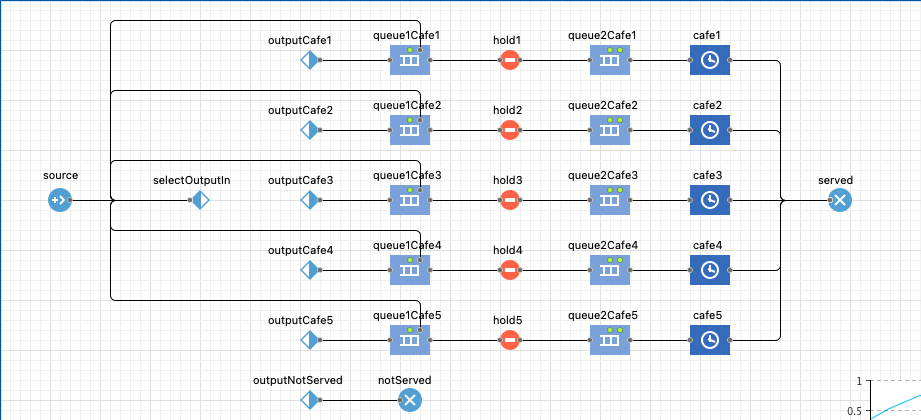 outputCafe1 queue1Cafe1 hold1 queue2Cafe1 cafe1
outputCafe2 queue1Cafe2 hold2 queue2Cafe2 cafe2
source selectOutputIn outputCafe3 queue1Cafe3 hold3 queue2Cafe3 cafe3 served
outputCafe4 queue1Cafe4 hold4 queue2Cafe4 cafe4
outputCafe5 queue1Cafe5 hold5 queue2Cafe5 cafe5
outputNotServed notServed
1
0.5